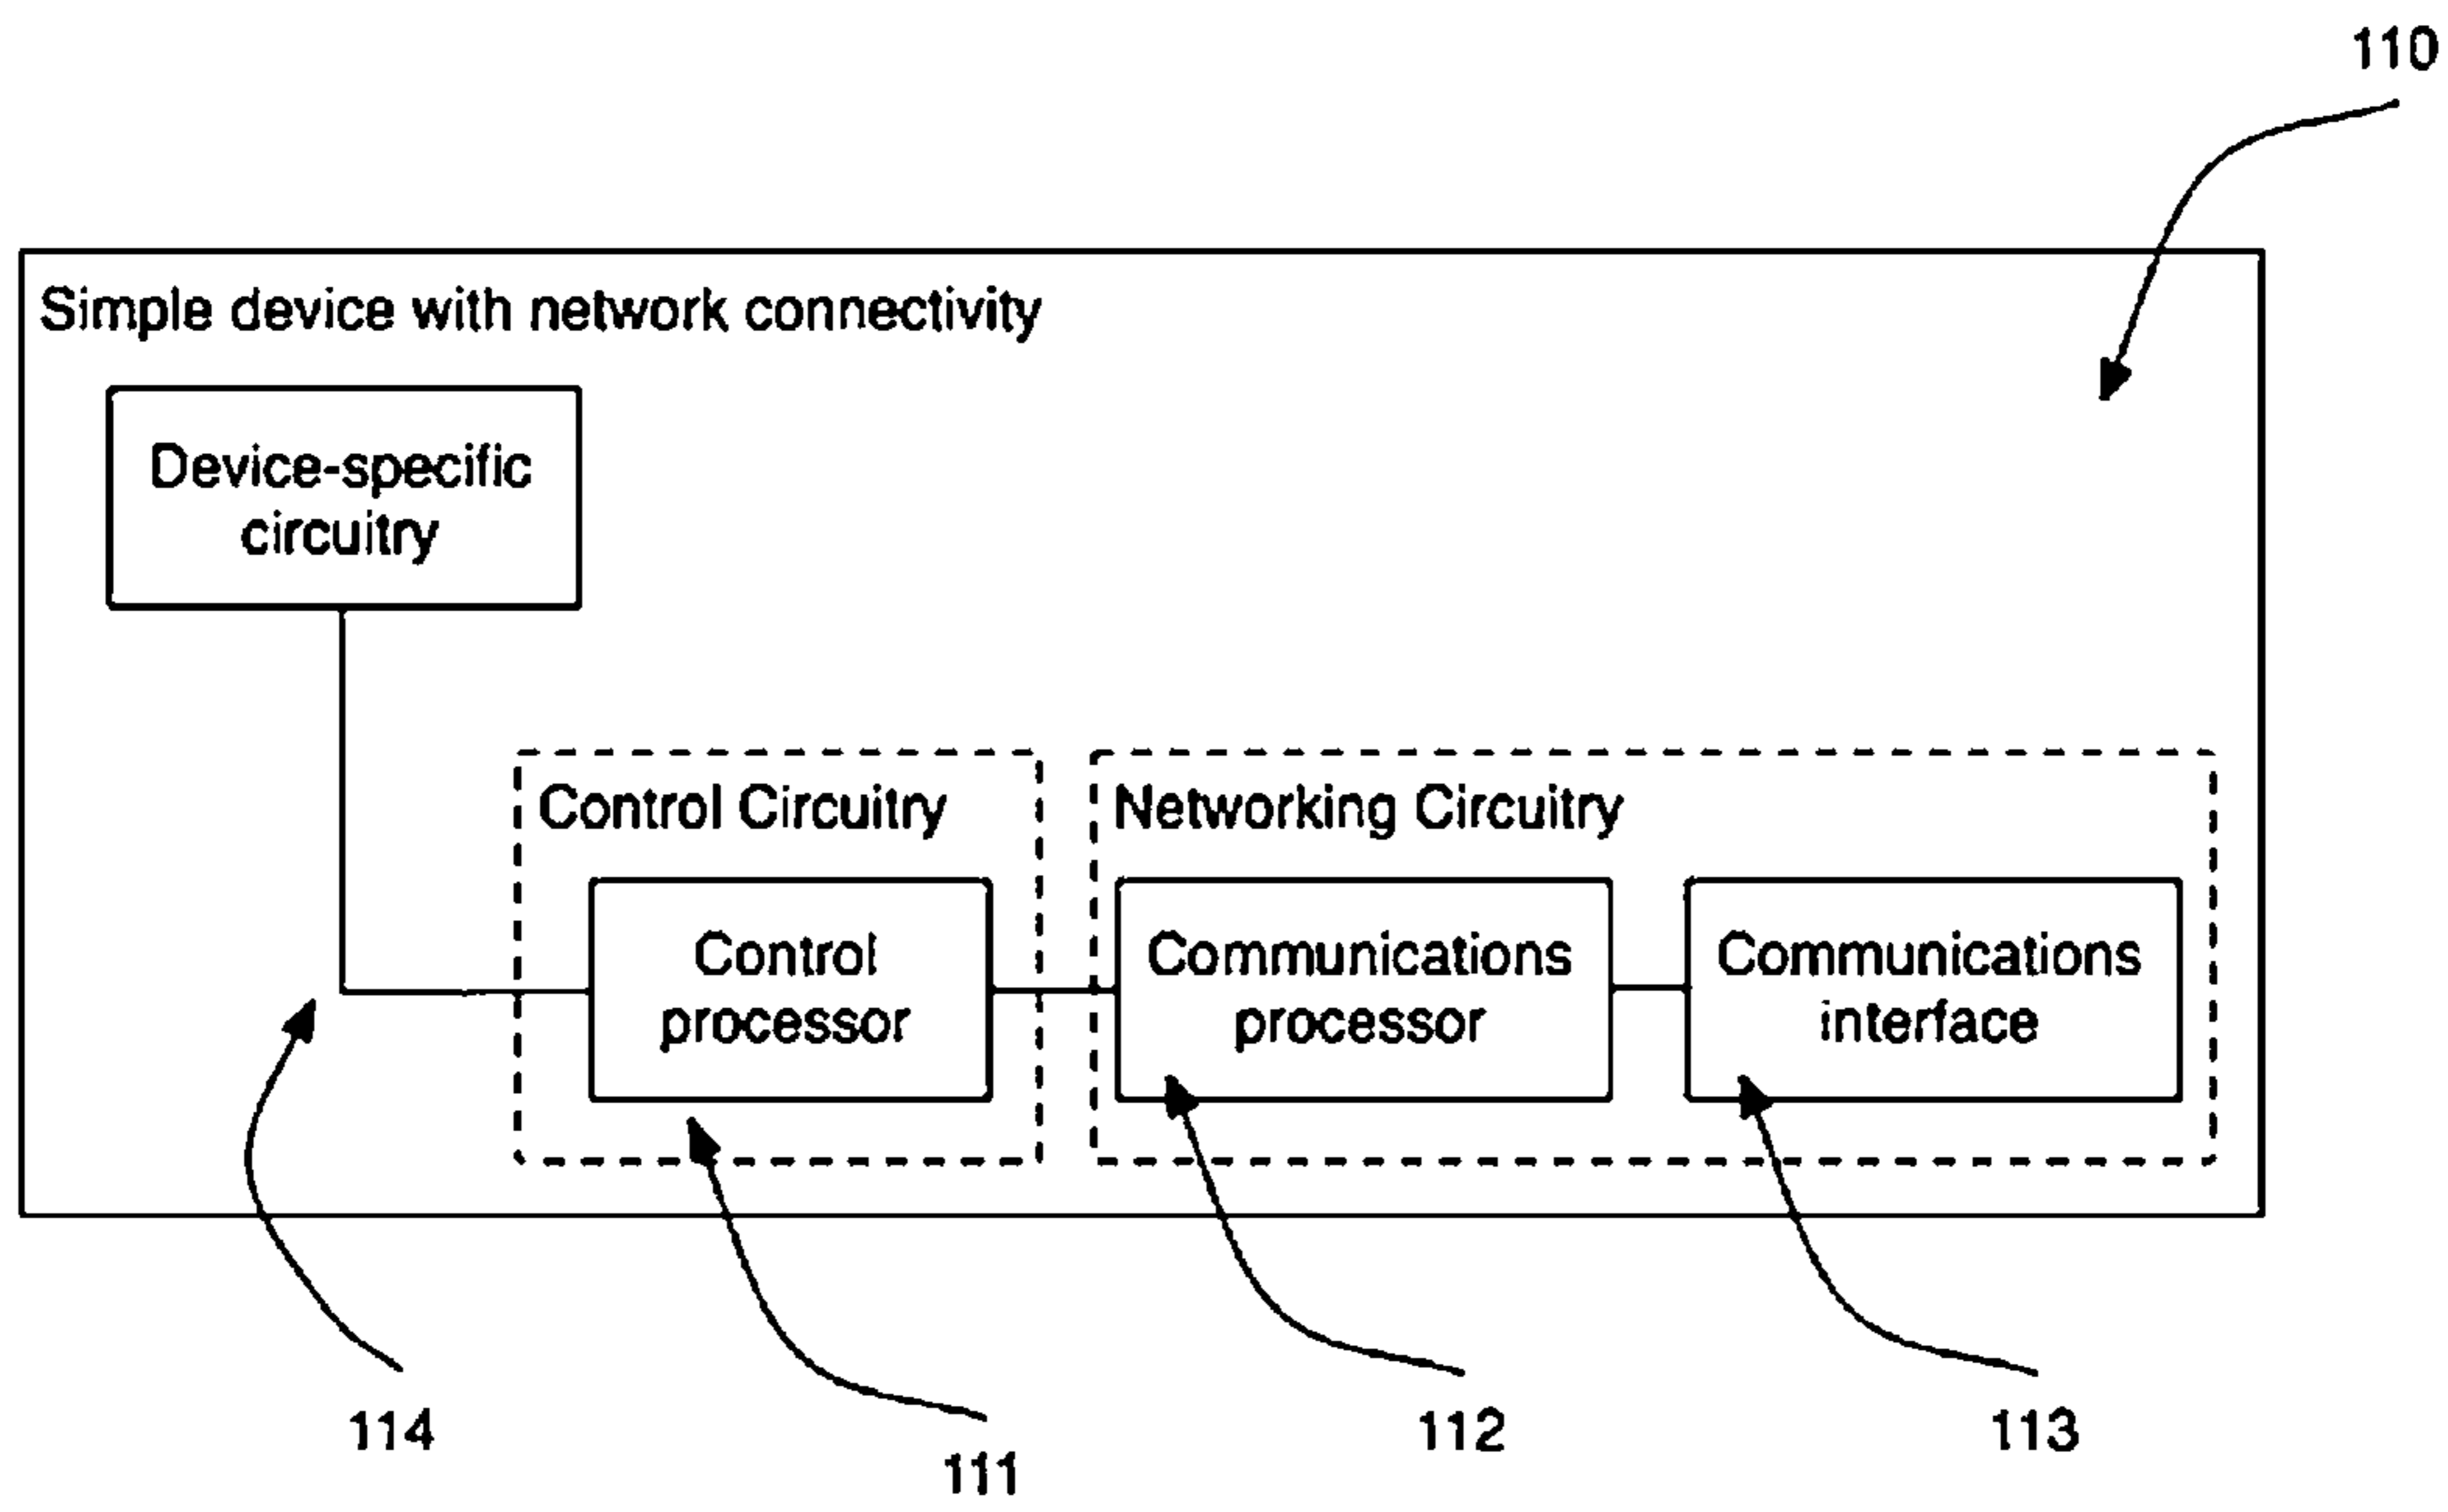 110
Simple device with network connectivity
Device-specific
circuitry
Control Circuitry
Networking Circuitry
Control
processor
Communications
processor
Communications
interface
114
111
112
113